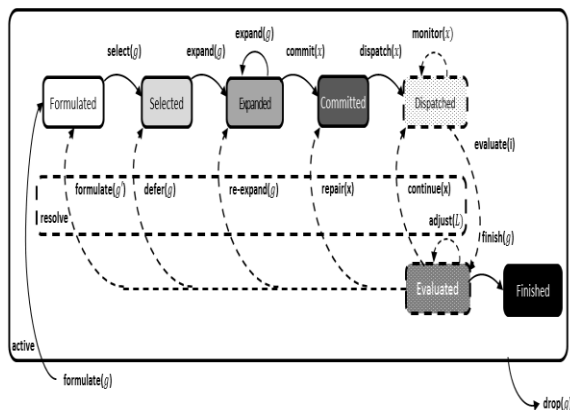 monitor(x)
expand(g)
select(g)
expand(g)
commit(x)
dispatch(x)
Formulated
Selected
Expanded
Committed
Dispatched
evaluate(i)
formulate(g')
defer(g)
re-expand(g)
repair(x)
continue(x)
resolve
adjust(L)
finish(g)
Evaluated
Finished
active
formulate(g)
drop(g)